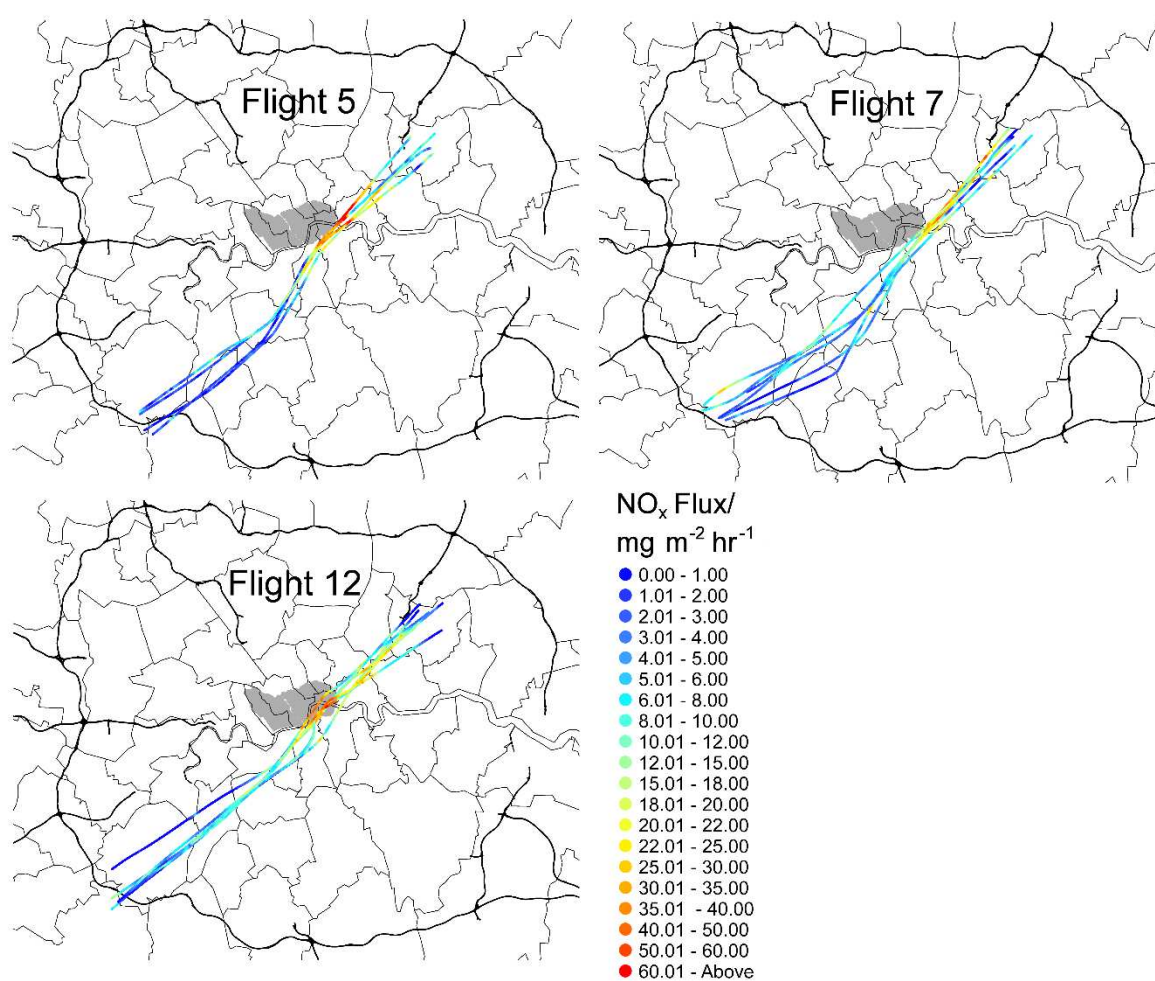 Flight 5
Flight 7
Flight 12
NOₓ Flux/
mg m⁻² hr⁻¹
0.00 - 1.00
1.01 - 2.00
2.01 - 3.00
3.01 - 4.00
4.01 - 5.00
5.01 - 6.00
6.01 - 8.00
8.01 - 10.00
10.01 - 12.00
12.01 - 15.00
15.01 - 18.00
18.01 - 20.00
20.01 - 22.00
22.01 - 25.00
25.01 - 30.00
30.01 - 35.00
35.01 - 40.00
40.01 - 50.00
50.01 - 60.00
60.01 - Above